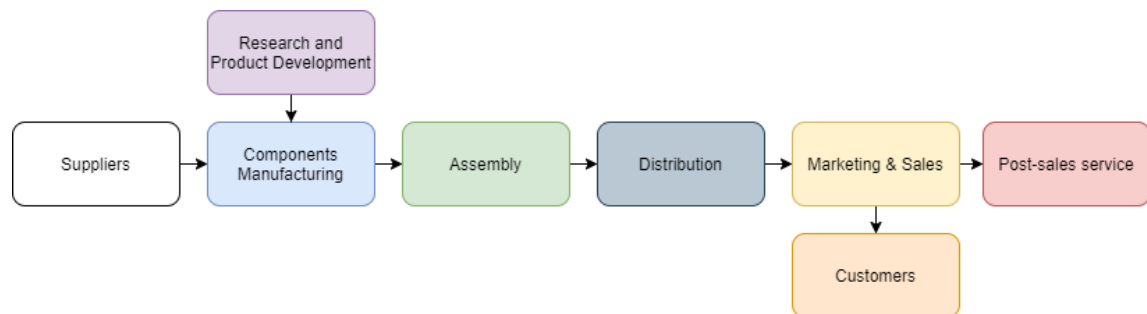 Research and
Product Development
Suppliers
Components
Manufacturing
Assembly
Distribution
Marketing & Sales
Post-sales service
Customers